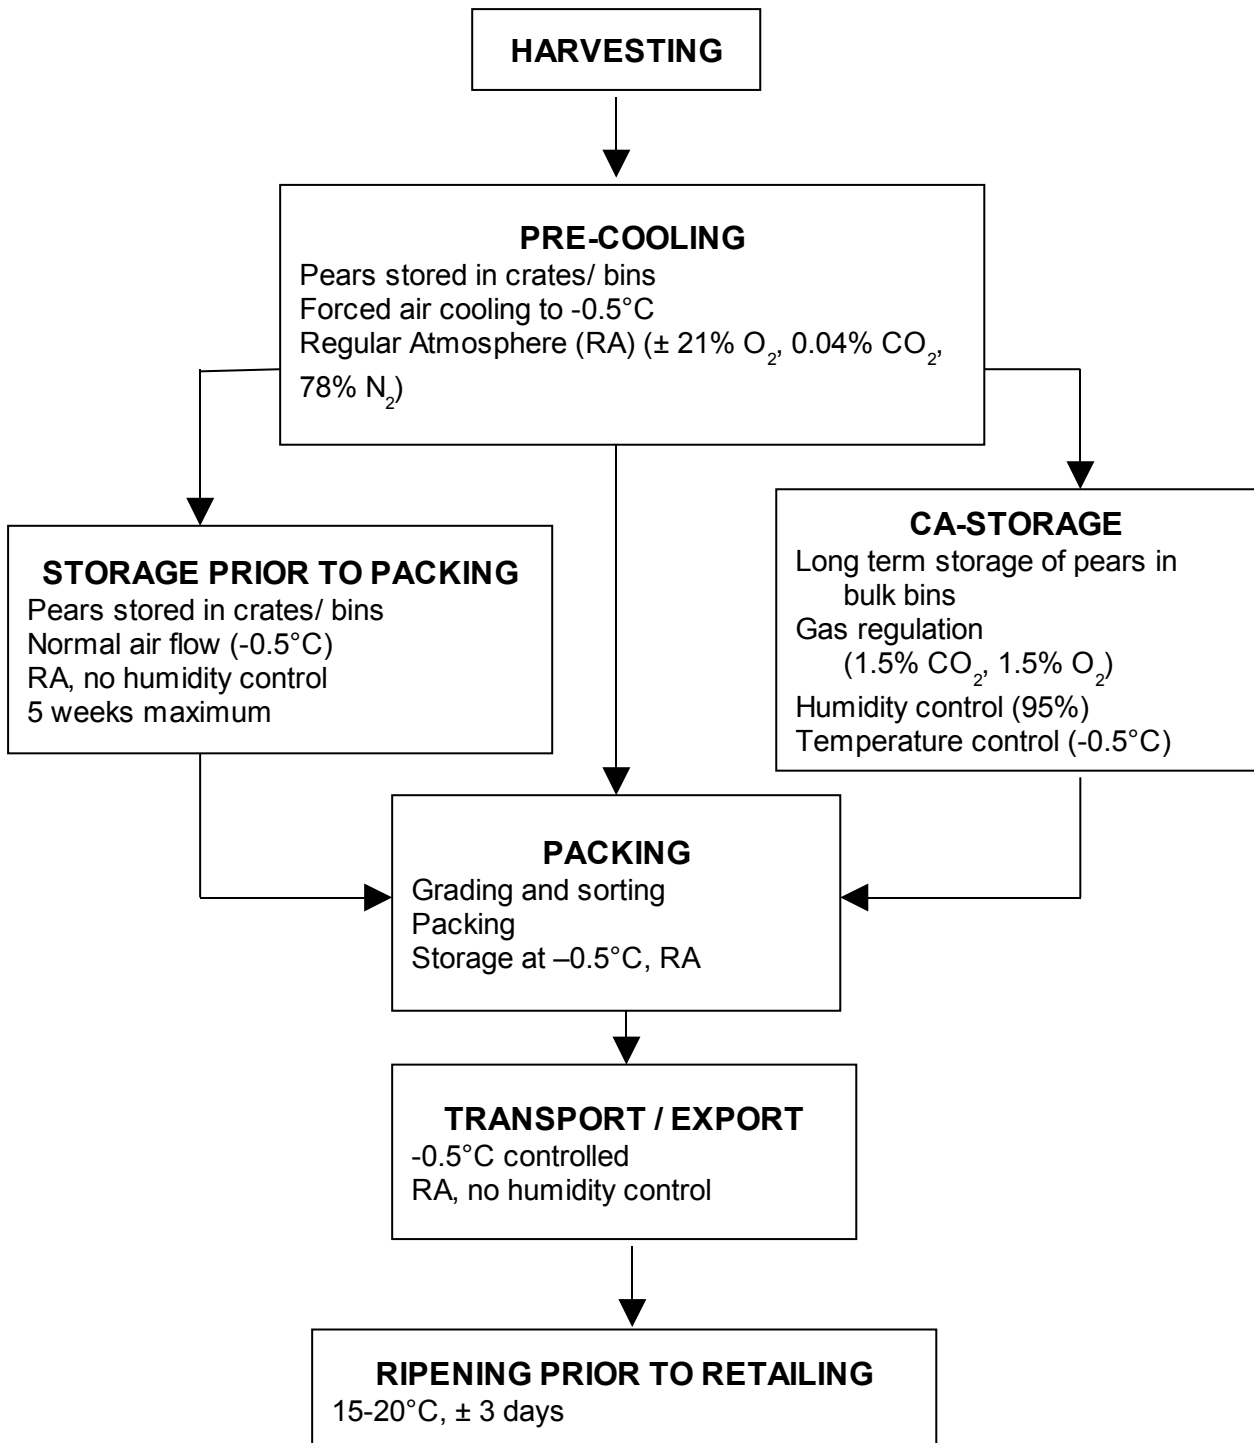 HARVESTING
PRE-COOLING
Pears stored in crates/ bins
Forced air cooling to -0.5°C
Regular Atmosphere (RA) (± 21% O₂, 0.04% CO₂,
78% N₂)
STORAGE PRIOR TO PACKING
Pears stored in crates/ bins
Normal air flow (-0.5°C)
RA, no humidity control
5 weeks maximum
CA-STORAGE
Long term storage of pears in
bulk bins
Gas regulation
(1.5% CO₂, 1.5% O₂)
Humidity control (95%)
Temperature control (-0.5°C)
PACKING
Grading and sorting
Packing
Storage at –0.5°C, RA
TRANSPORT / EXPORT
-0.5°C controlled
RA, no humidity control
RIPENING PRIOR TO RETAILING
15-20°C, ± 3 days